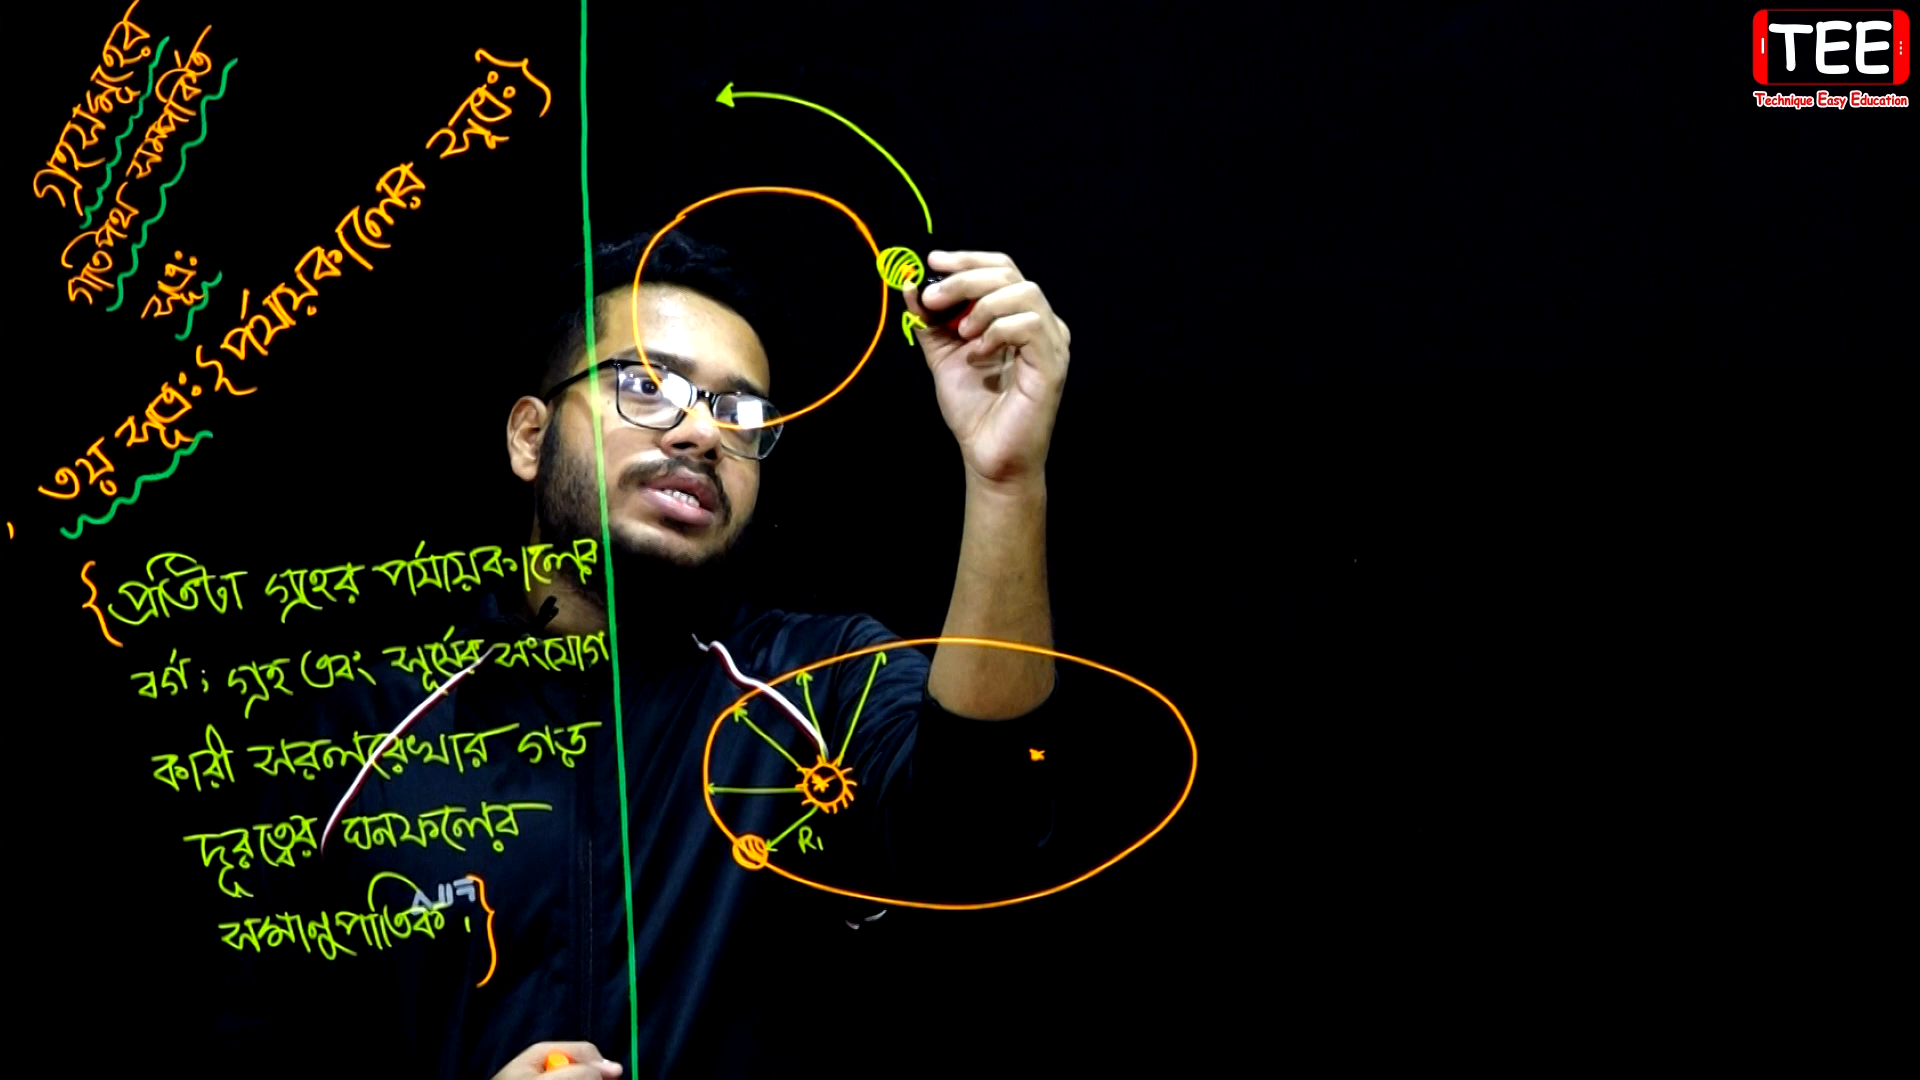 গ্রহসমূহের
গতিপথ সম্পর্কিত
সূত্র:
৩য় সূত্র: { পর্যায়কালের সূত্র: }
{ প্রতিটা গ্রহের পর্যায়কালের
বর্গ; গ্রহ এবং সূর্যের সংযোগ
কারী সরলরেখার গড়
দূরত্বের ঘনফলের
সমানুপাতিক। }
A
R₁
TEE
Technique Easy Education